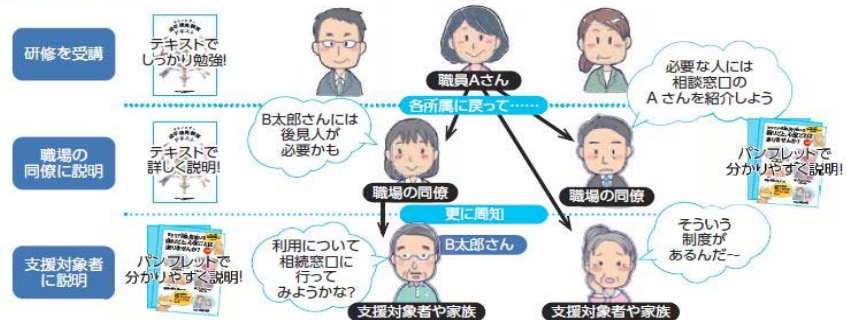 研修を受講
テキストで
しっかり勉強!
職員Aさん
各所属に戻って……
必要な人には
相談窓口の
Aさんを紹介しよう
職場の
同僚に説明
テキストで
詳しく説明!
B太郎さんには
後見人が
必要かも
職場の同僚
職場の同僚
パンフレットで
分かりやすく説明!
更に周知
支援対象者
に説明
パンフレットで
分かりやすく説明!
利用について
相続窓口に
行って
みようかな?
B太郎さん
支援対象者や家族
そういう
制度が
あるんだ~
支援対象者や家族